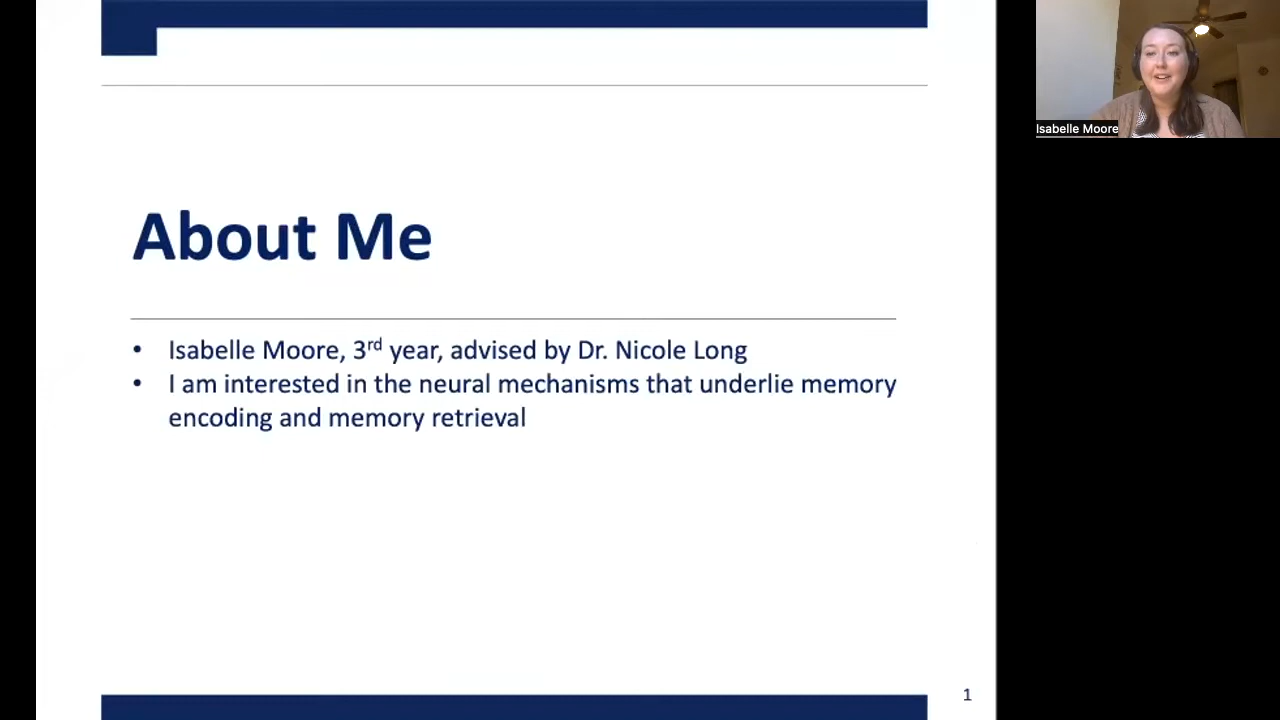 About Me
• Isabelle Moore, 3rd year, advised by Dr. Nicole Long
• I am interested in the neural mechanisms that underlie memory
encoding and memory retrieval
1
Isabelle Moore